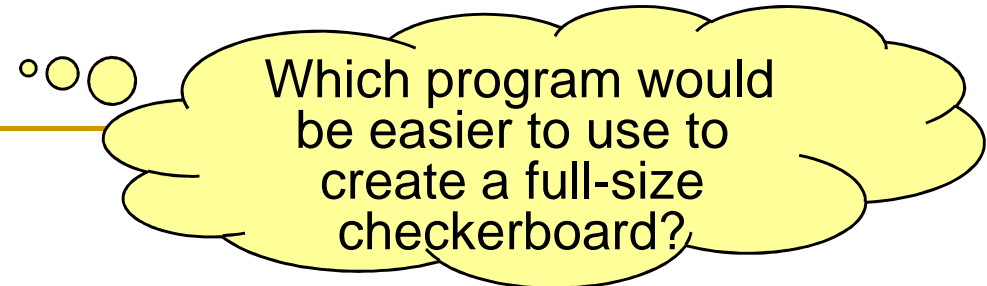 Which program would
be easier to use to
create a full-size
checkerboard?